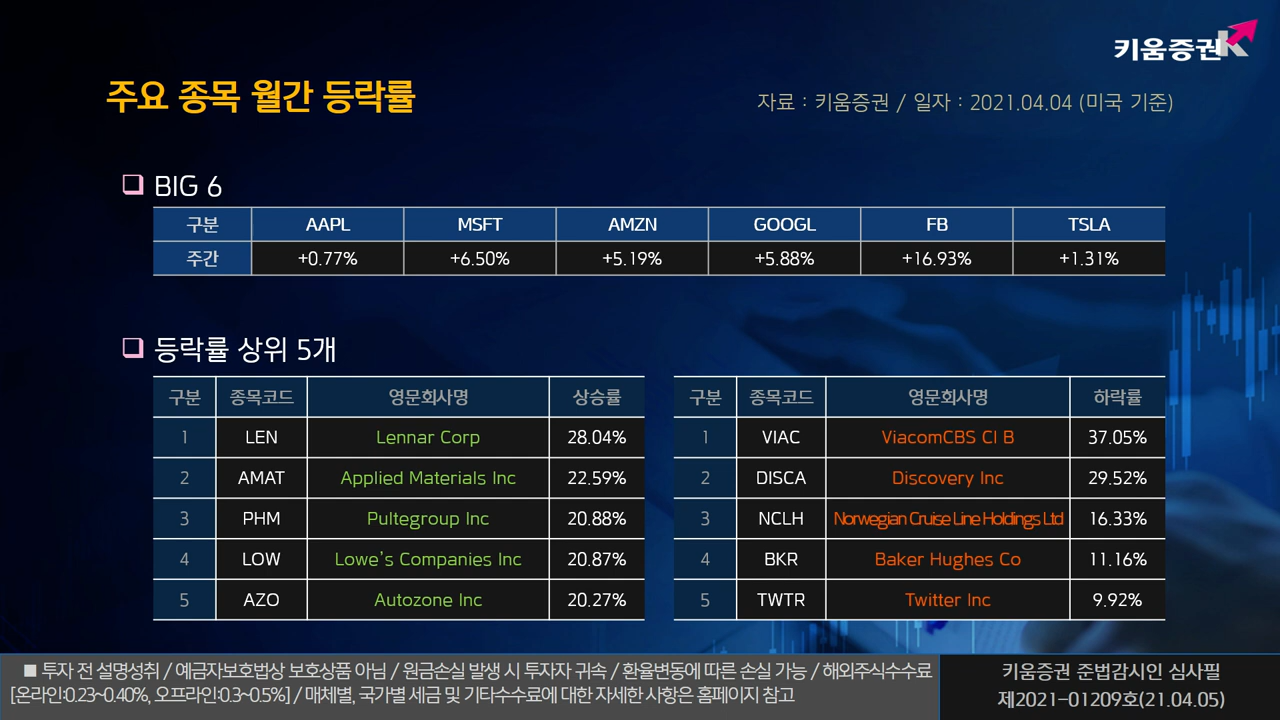 키움증권
주요 종목 월간 등락률
자료 : 키움증권 / 일자 : 2021.04.04 (미국 기준)
❑ BIG 6
구분 AAPL MSFT AMZN GOOGL FB TSLA
주간 +0.77% +6.50% +5.19% +5.88% +16.93% +1.31%
❑ 등락률 상위 5개
구분 종목코드 영문회사명 상승률
1 LEN Lennar Corp 28.04%
2 AMAT Applied Materials Inc 22.59%
3 PHM Pultegroup Inc 20.88%
4 LOW Lowe's Companies Inc 20.87%
5 AZO Autozone Inc 20.27%
구분 종목코드 영문회사명 하락률
1 VIAC ViacomCBS Cl B 37.05%
2 DISCA Discovery Inc 29.52%
3 NCLH Norwegian Cruise Line Holdings Ltd 16.33%
4 BKR Baker Hughes Co 11.16%
5 TWTR Twitter Inc 9.92%
■ 투자 전 설명성취 / 예금자보호법상 보호상품 아님 / 원금손실 발생 시 투자자 귀속 / 환율변동에 따른 손실 가능 / 해외주식수수료
[온라인:0.23~0.40%, 오프라인:0.3~0.5%] / 매체별, 국가별 세금 및 기타수수료에 대한 자세한 사항은 홈페이지 참고
키움증권 준법감시인 심사필
제2021-01209호(21.04.05)